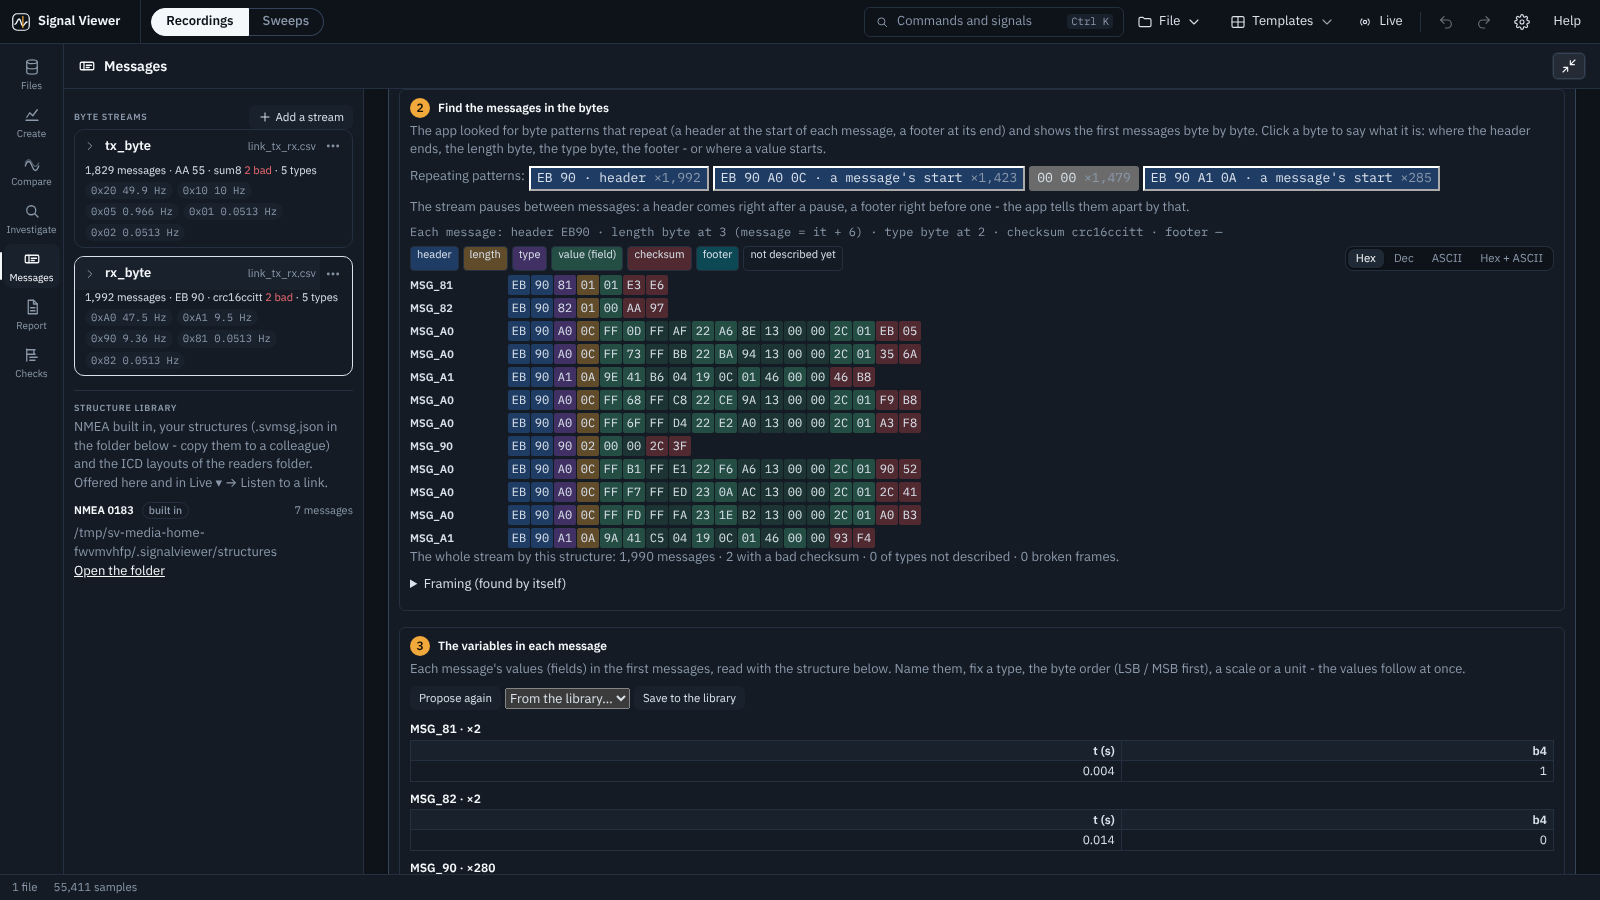 Signal Viewer
Recordings
Sweeps
Commands and signals
Ctrl K
File
Templates
Live
Help
Files
Create
Compare
Investigate
Messages
Report
Checks
Messages
BYTE STREAMS
Add a stream
tx_byte
link_tx_rx.csv
1,829 messages · AA 55 · sum8 2 bad · 5 types
0x20 49.9 Hz 0x10 10 Hz
0x05 0.966 Hz 0x01 0.0513 Hz
0x02 0.0513 Hz
rx_byte
link_tx_rx.csv
1,992 messages · EB 90 · crc16ccitt 2 bad · 5 types
0xA0 47.5 Hz 0xA1 9.5 Hz
0x90 9.36 Hz 0x81 0.0513 Hz
0x82 0.0513 Hz
STRUCTURE LIBRARY
NMEA built in, your structures (.svmsg.json in
the folder below - copy them to a colleague)
and the ICD layouts of the readers folder.
Offered here and in Live ▾ → Listen to a link.
NMEA 0183 built in 7 messages
/tmp/sv-media-home-
fwvmvhfp/.signalviewer/structures
Open the folder
2 Find the messages in the bytes
The app looked for byte patterns that repeat (a header at the start of each message, a footer at its end) and shows the first messages byte by byte. Click a byte to say what it is: where the header
ends, the length byte, the type byte, the footer - or where a value starts.
Repeating patterns: EB 90 · header ×1,992 EB 90 A0 0C · a message's start ×1,423 00 00 ×1,479 EB 90 A1 0A · a message's start ×285
The stream pauses between messages: a header comes right after a pause, a footer right before one - the app tells them apart by that.
Each message: header EB90 · length byte at 3 (message = it + 6) · type byte at 2 · checksum crc16ccitt · footer —
header length type value (field) checksum footer not described yet
Hex Dec ASCII Hex + ASCII
MSG_81 EB 90 81 01 01 E3 E6
MSG_82 EB 90 82 01 00 AA 97
MSG_A0 EB 90 A0 0C FF 0D FF AF 22 A6 8E 13 00 00 2C 01 EB 05
MSG_A0 EB 90 A0 0C FF 73 FF BB 22 BA 94 13 00 00 2C 01 35 6A
MSG_A1 EB 90 A1 0A 9E 41 B6 04 19 0C 01 46 00 00 46 B8
MSG_A0 EB 90 A0 0C FF 68 FF C8 22 CE 9A 13 00 00 2C 01 F9 B8
MSG_A0 EB 90 A0 0C FF 6F FF D4 22 E2 A0 13 00 00 2C 01 A3 F8
MSG_90 EB 90 90 02 00 00 2C 3F
MSG_A0 EB 90 A0 0C FF B1 FF E1 22 F6 A6 13 00 00 2C 01 90 52
MSG_A0 EB 90 A0 0C FF F7 FF ED 23 0A AC 13 00 00 2C 01 2C 41
MSG_A0 EB 90 A0 0C FF FD FF FA 23 1E B2 13 00 00 2C 01 A0 B3
MSG_A1 EB 90 A1 0A 9A 41 C5 04 19 0C 01 46 00 00 93 F4
The whole stream by this structure: 1,990 messages · 2 with a bad checksum · 0 of types not described · 0 broken frames.
▶ Framing (found by itself)
3 The variables in each message
Each message's values (fields) in the first messages, read with the structure below. Name them, fix a type, the byte order (LSB / MSB first), a scale or a unit - the values follow at once.
Propose again From the library... Save to the library
MSG_81 · ×2
t (s) b4
0.004 1
MSG_82 · ×2
t (s) b4
0.014 0
MSG_90 · ×280
1 file 55,411 samples